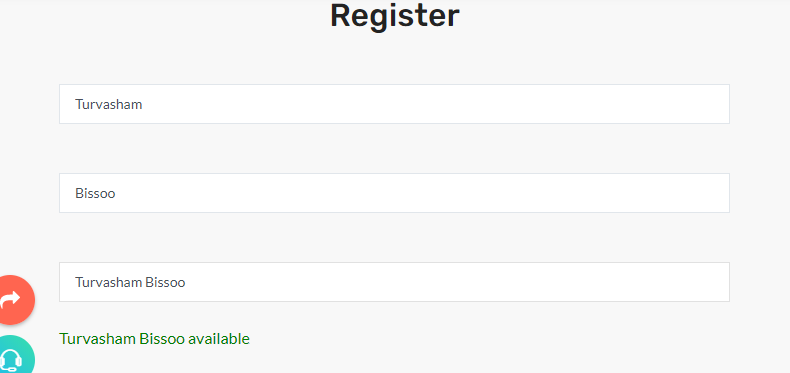 Register
Turvasham
Bissoo
Turvasham Bissoo
Turvasham Bissoo available